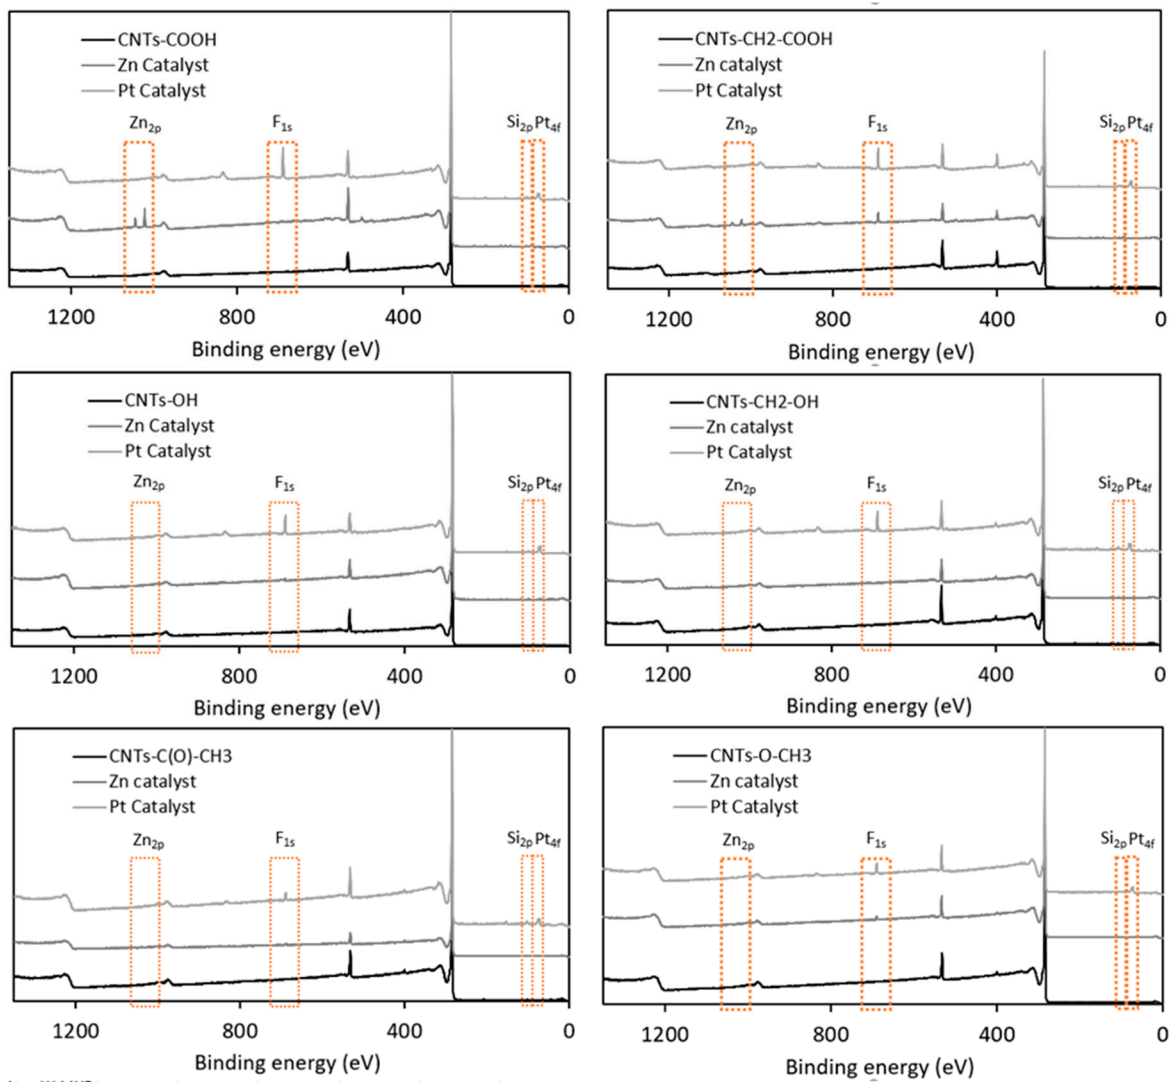 CNTs-COOH
Zn Catalyst
Pt Catalyst
Zn2p F1s Si2p Pt4f
1200 800 400 0
Binding energy (eV)
CNTs-CH2-COOH
Zn catalyst
Pt Catalyst
Zn2p F1s Si2p Pt4f
1200 800 400 0
Binding energy (eV)
CNTs-OH
Zn Catalyst
Pt Catalyst
Zn2p F1s Si2p Pt4f
1200 800 400 0
Binding energy (eV)
CNTs-CH2-OH
Zn catalyst
Pt Catalyst
Zn2p F1s Si2p Pt4f
1200 800 400 0
Binding energy (eV)
CNTs-C(O)-CH3
Zn catalyst
Pt Catalyst
Zn2p F1s Si2p Pt4f
1200 800 400 0
Binding energy (eV)
CNTs-O-CH3
Zn catalyst
Pt Catalyst
Zn2p F1s Si2p Pt4f
1200 800 400 0
Binding energy (eV)